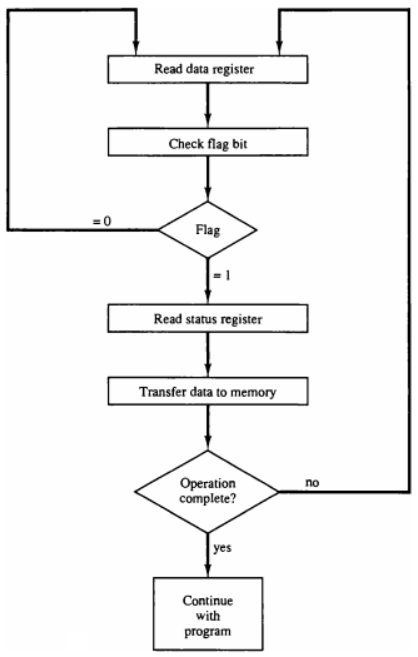 Read data register
Check flag bit
= 0
Flag
= 1
Read status register
Transfer data to memory
Operation
complete?
no
yes
Continue
with
program